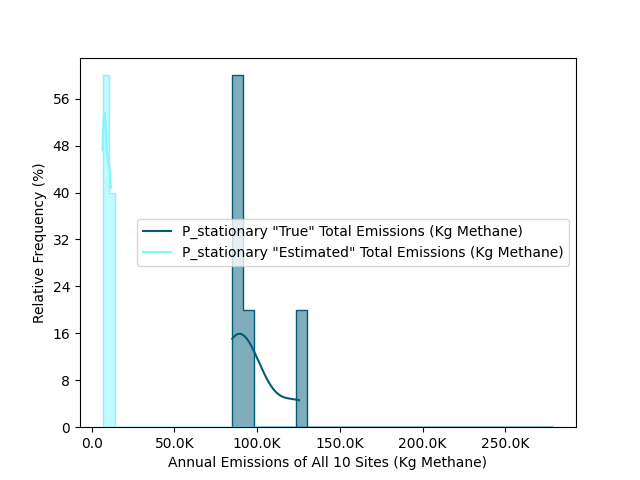 56
48
40
32
24
16
8
0
Relative Frequency (%)
P_stationary "True" Total Emissions (Kg Methane)
P_stationary "Estimated" Total Emissions (Kg Methane)
0.0 50.0K 100.0K 150.0K 200.0K 250.0K
Annual Emissions of All 10 Sites (Kg Methane)